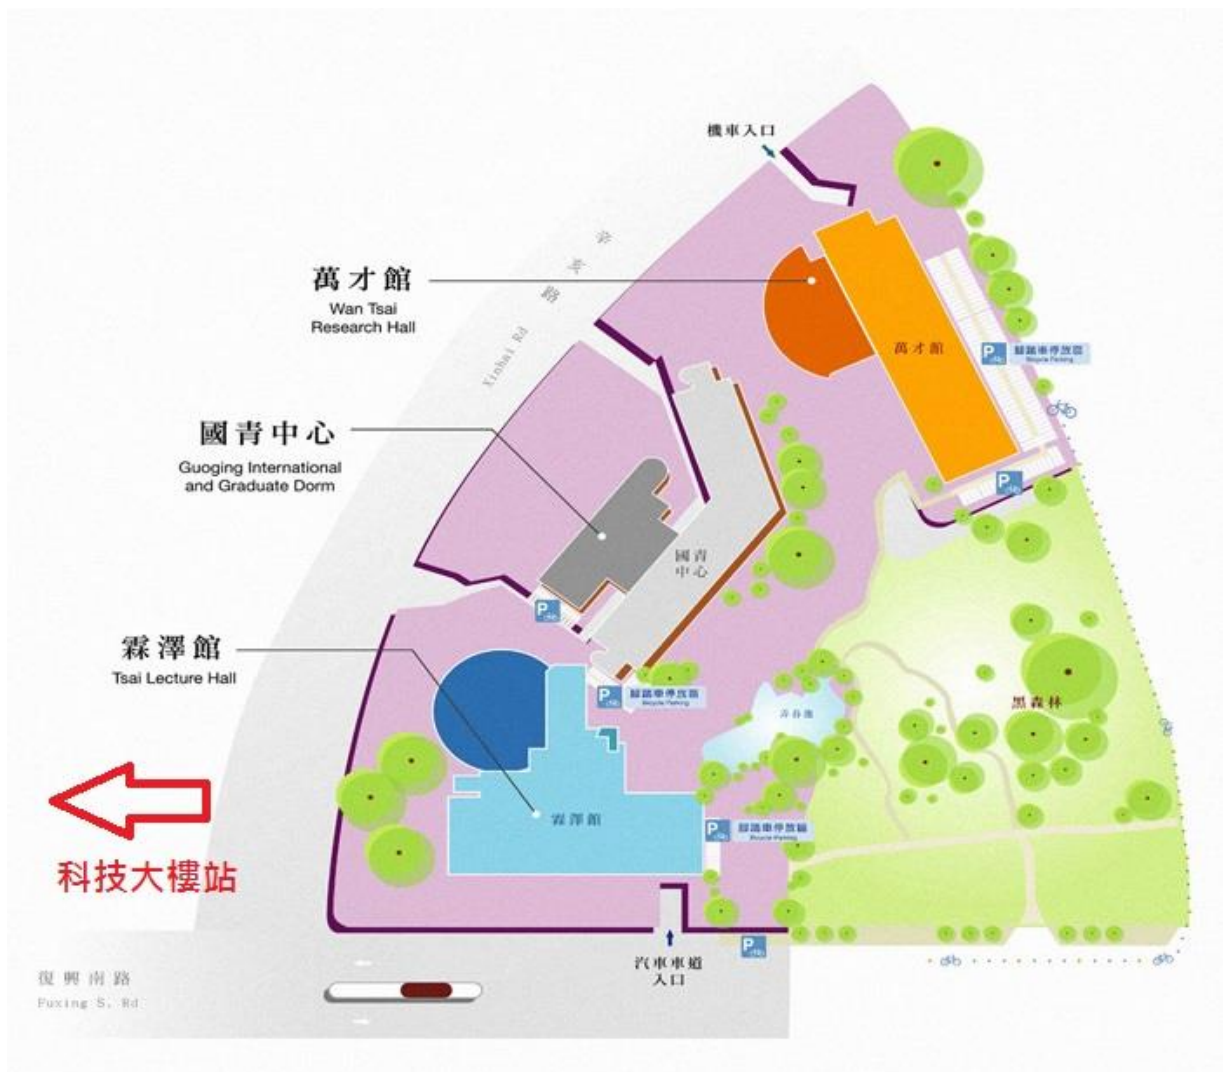 機車入口
辛亥路
Xinhai Rd
萬才館
Wan Tsai
Research Hall
萬才館
P
腳踏車停放區
Bicycle Parking
P
國青中心
Guoging International
and Graduate Dorm
國青
中心
P
霖澤館
Tsai Lecture Hall
P
腳踏車停放區
Bicycle Parking
弄春池
黑森林
霖澤館
P
腳踏車停放區
Bicycle Parking
科技大樓站
P
汽車車道
入口
復興南路
Fuxing S. Rd